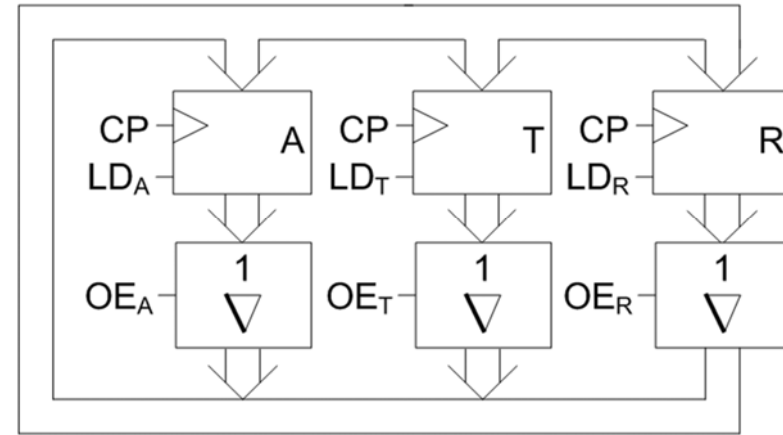 CP A CP T CP R
LDA LDT LDR
1 1 1
OEA OET OER